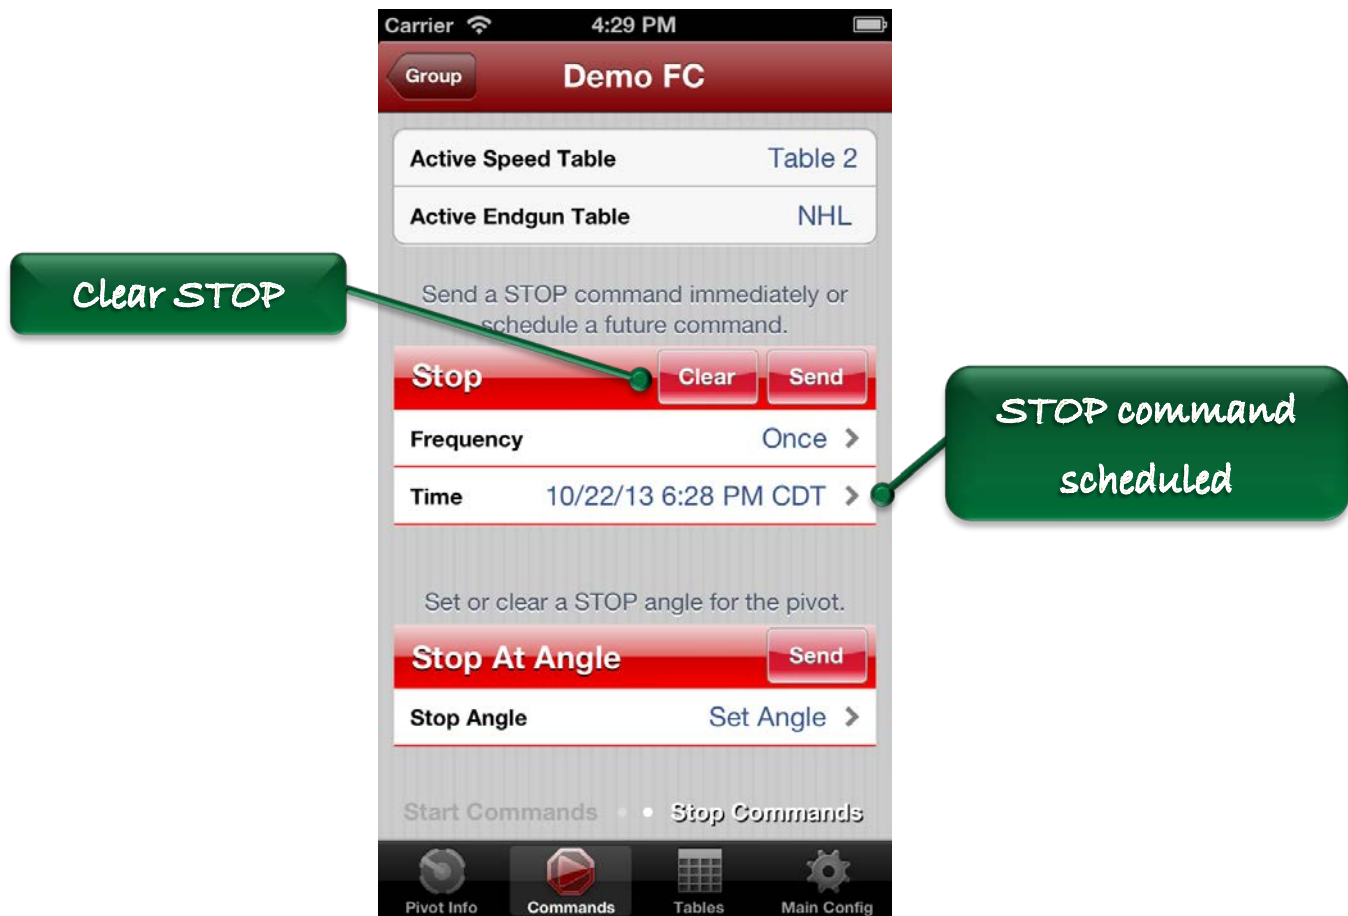 Carrier 4:29 PM
Group Demo FC
Active Speed Table Table 2
Active Endgun Table NHL
Clear STOP
Send a STOP command immediately or
schedule a future command.
Stop Clear Send
STOP command
scheduled
Frequency Once
Time 10/22/13 6:28 PM CDT
Set or clear a STOP angle for the pivot.
Stop At Angle Send
Stop Angle Set Angle
Start Commands Stop Commands
Pivot Info Commands Tables Main Config